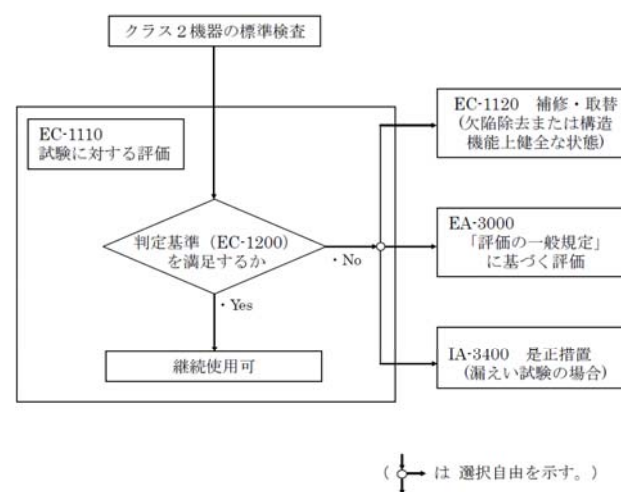 クラス２機器の標準検査
EC-1110
試験に対する評価
判定基準（EC-1200）
を満足するか
・No
・Yes
継続使用可
EC-1120　補修・取替
(欠陥除去または構造
機能上健全な状態)
EA-3000
「評価の一般規定」
に基づく評価
IA-3400　是正措置
(漏えい試験の場合)
( は 選択自由を示す。)